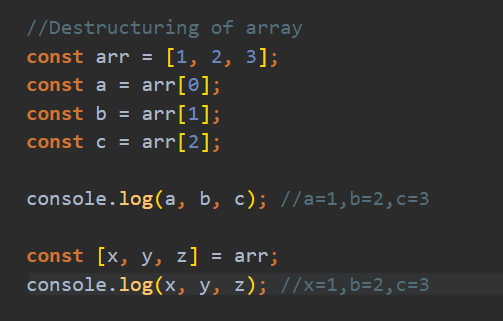 //Destructuring of array
const arr = [1, 2, 3];
const a = arr[0];
const b = arr[1];
const c = arr[2];
console.log(a, b, c); //a=1,b=2,c=3
const [x, y, z] = arr;
console.log(x, y, z); //x=1,b=2,c=3